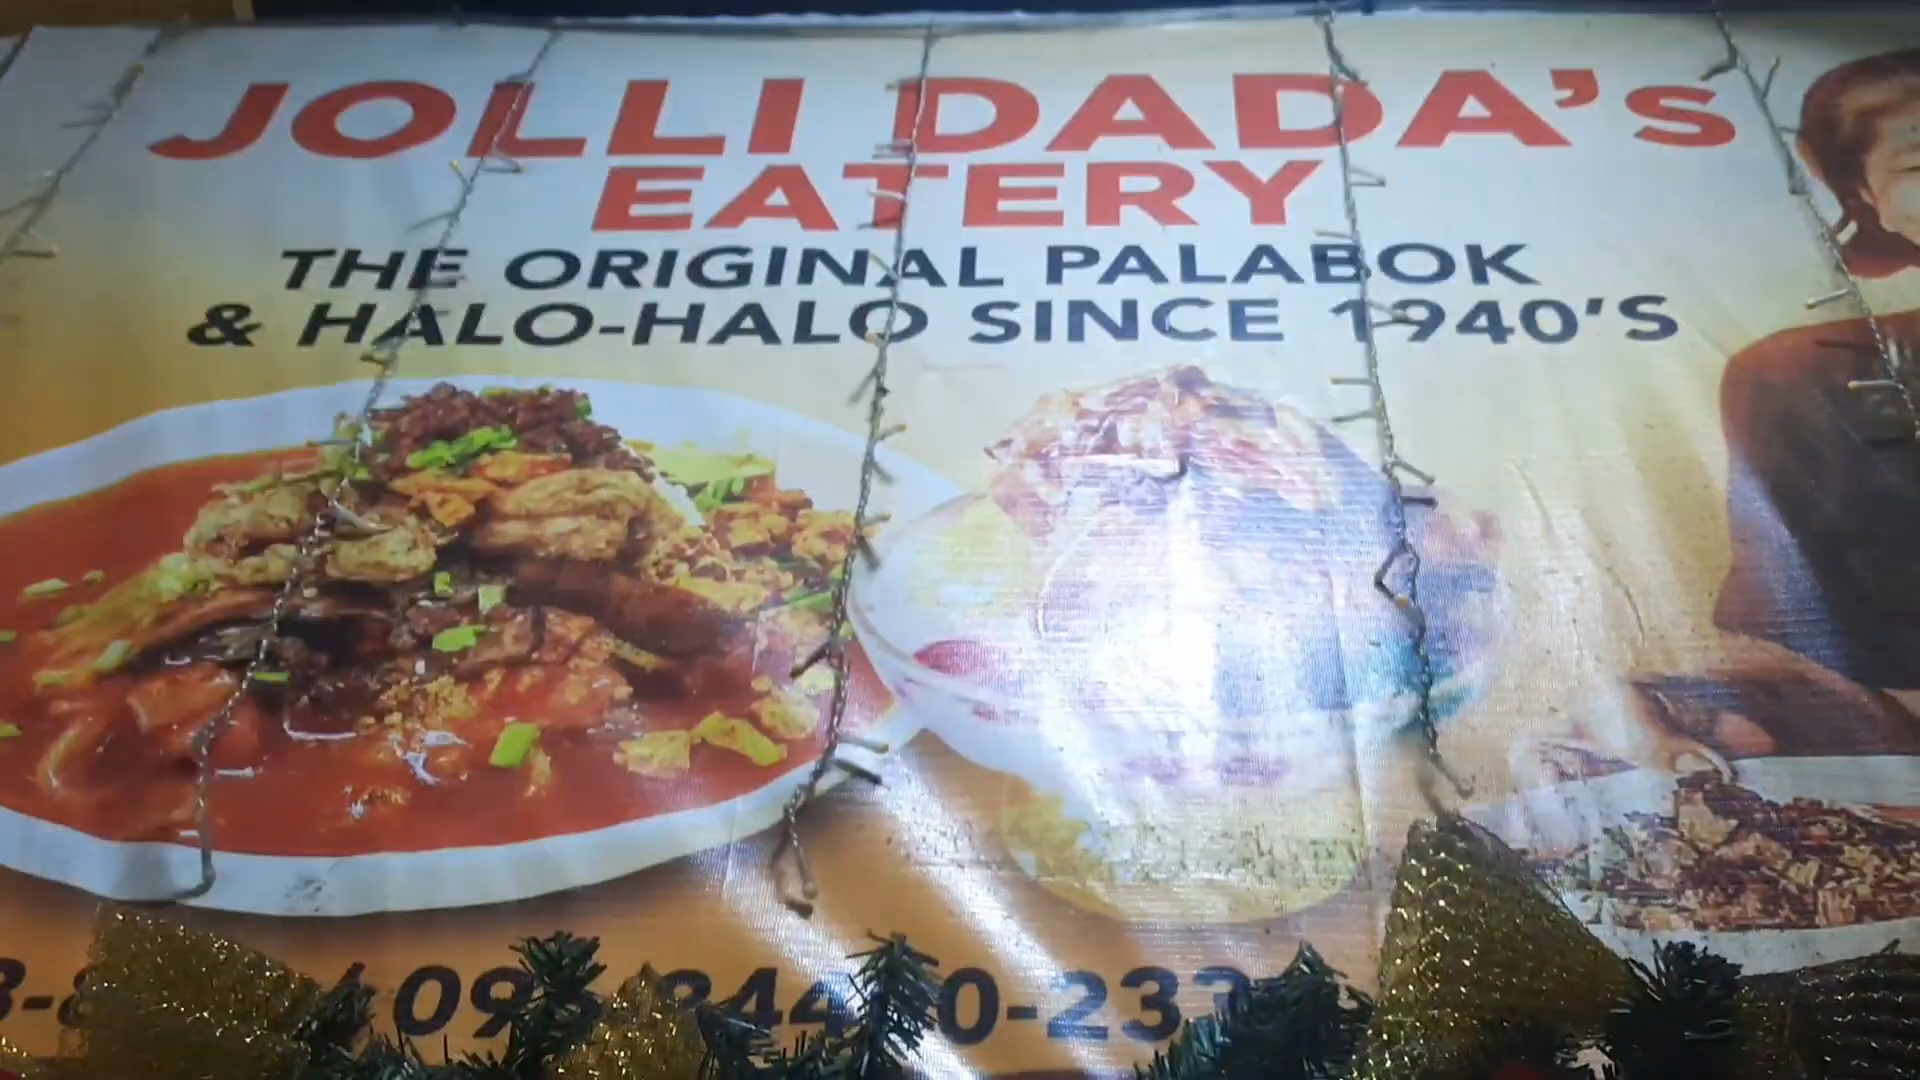 JOLLI DADA'S
EATERY
THE ORIGINAL PALABOK
& HALO-HALO SINCE 1940'S